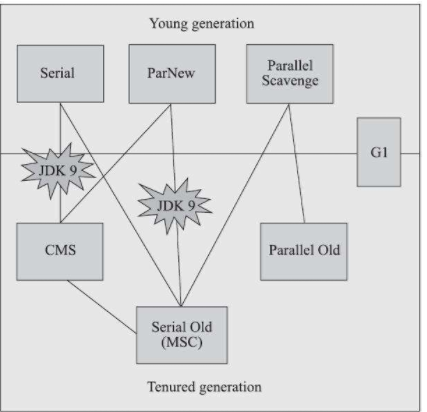 Young generation
Serial
ParNew
Parallel
Scavenge
G1
JDK 9
JDK 9
CMS
Parallel Old
Serial Old
(MSC)
Tenured generation